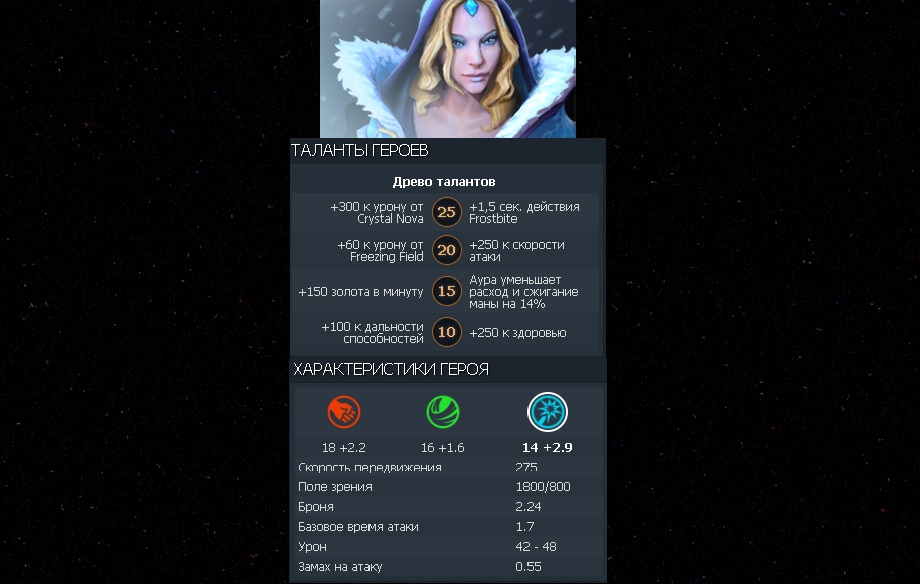 ТАЛАНТЫ ГЕРОЕВ
Древо талантов
+300 к урону от
Crystal Nova
25
+1,5 сек. действия
Frostbite
+60 к урону от
Freezing Field
20
+250 к скорости
атаки
+150 золота в минуту
15
Аура уменьшает
расход и сжигание
маны на 14%
+100 к дальности
способностей
10
+250 к здоровью
ХАРАКТЕРИСТИКИ ГЕРОЯ
18 +2.2 16 +1.6 14 +2.9
Скорость передвижения 275
Поле зрения 1800/800
Броня 2.24
Базовое время атаки 1.7
Урон 42 - 48
Замах на атаку 0.55